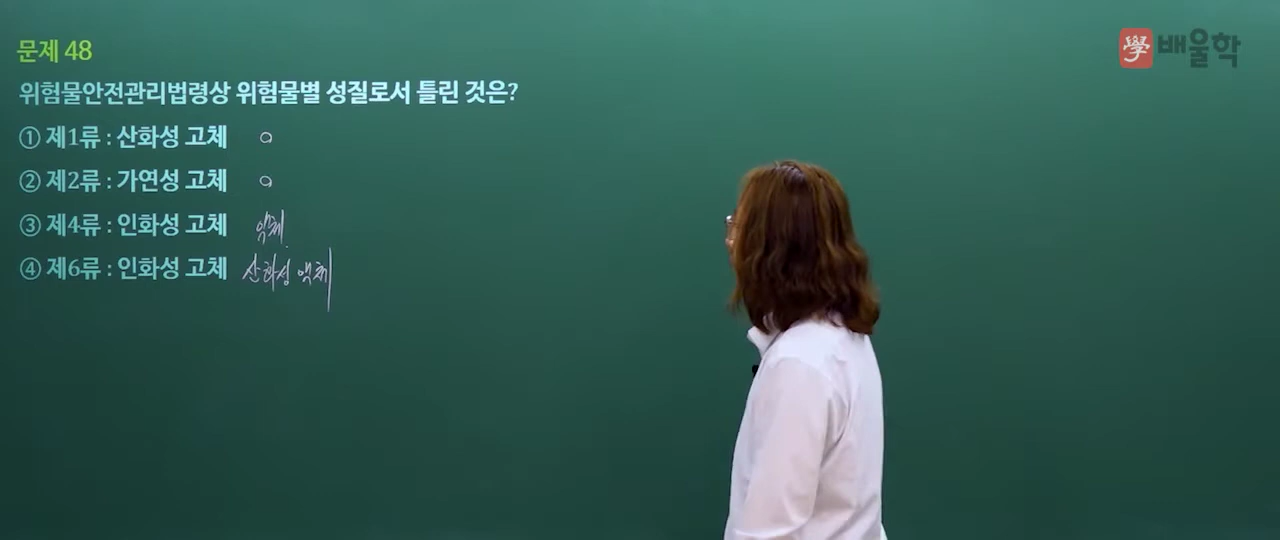 學 배울학
문제 48
위험물안전관리법령상 위험물별 성질로서 틀린 것은?
① 제1류 : 산화성 고체 o
② 제2류 : 가연성 고체 o
③ 제4류 : 인화성 고체 액체
④ 제6류 : 인화성 고체 산화성 액체